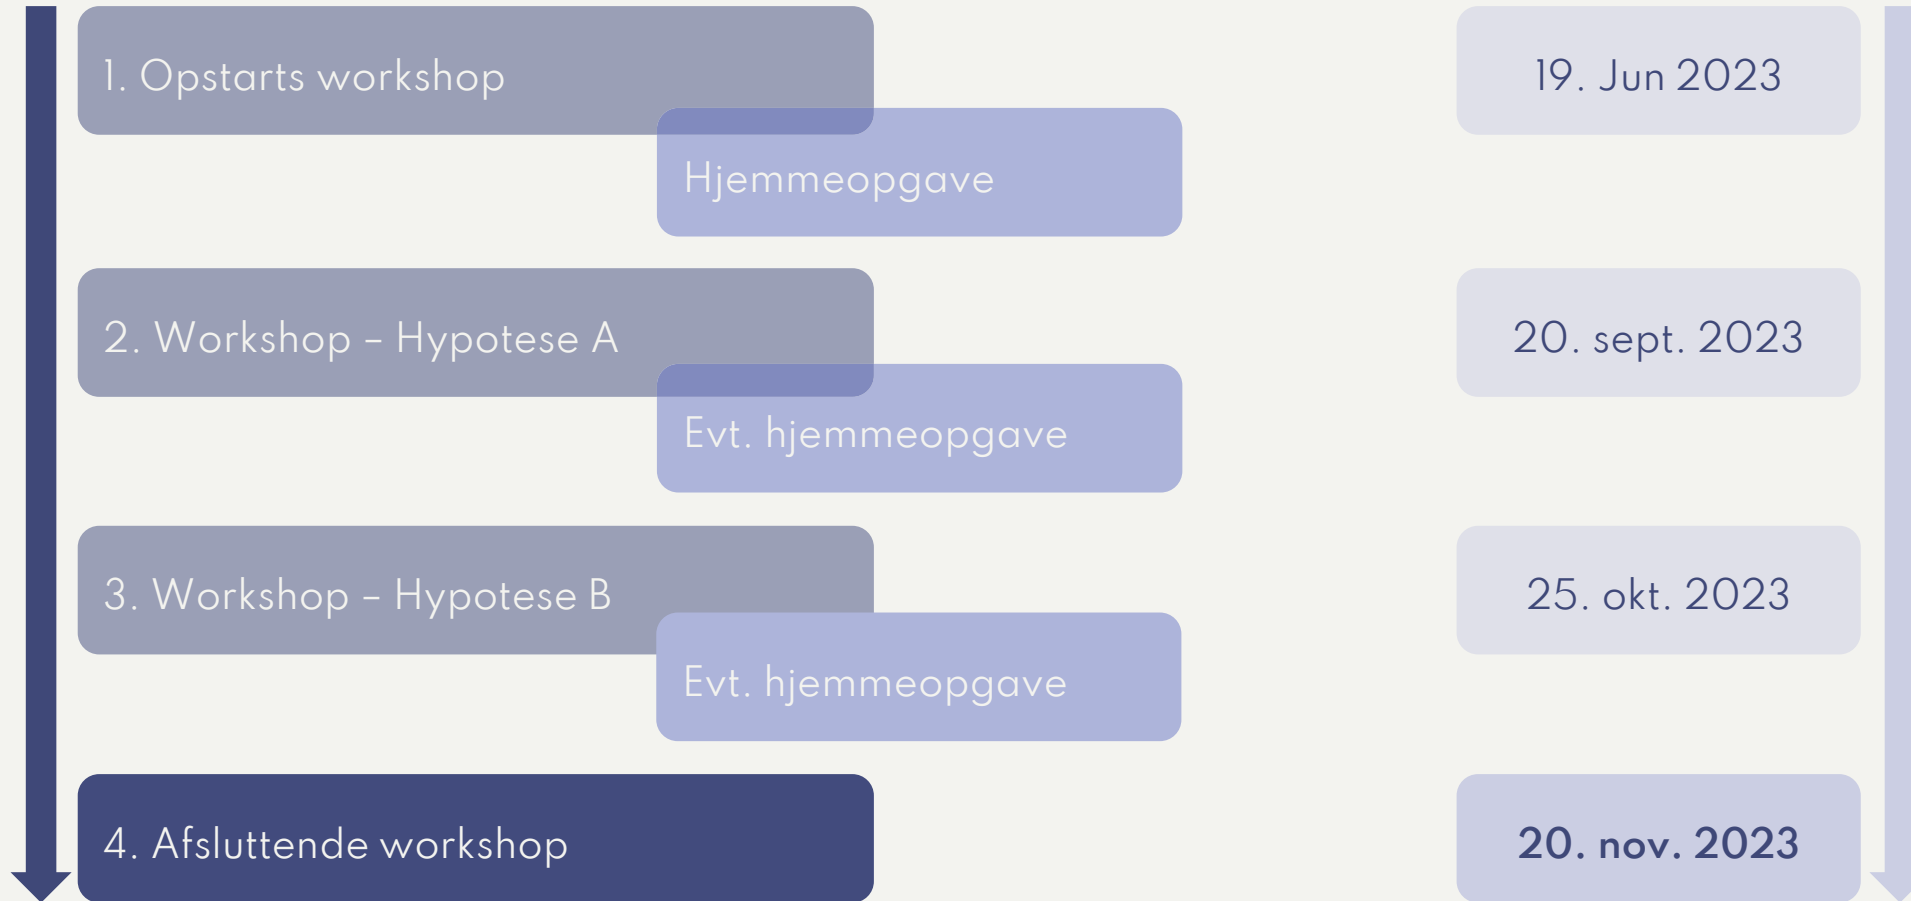 1. Opstarts workshop
19. Jun 2023
Hjemmeopgave
2. Workshop – Hypotese A
20. sept. 2023
Evt. hjemmeopgave
3. Workshop – Hypotese B
25. okt. 2023
Evt. hjemmeopgave
4. Afsluttende workshop
20. nov. 2023